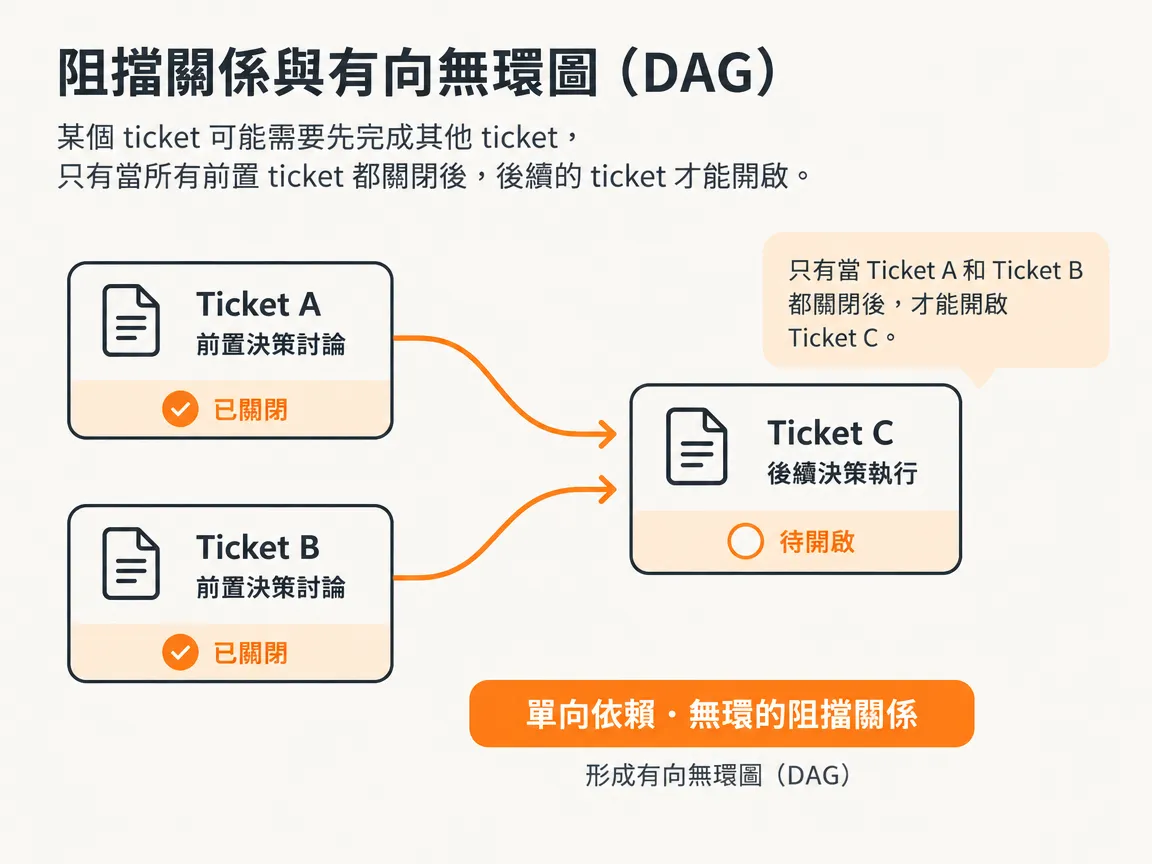 阻擋關係與有向無環圖（DAG）
某個 ticket 可能需要先完成其他 ticket，
只有當所有前置 ticket 都關閉後，後續的 ticket 才能開啟。
Ticket A
前置決策討論
已關閉
只有當 Ticket A 和 Ticket B
都關閉後，才能開啟
Ticket C。
Ticket C
後續決策執行
待開啟
Ticket B
前置決策討論
已關閉
單向依賴・無環的阻擋關係
形成有向無環圖（DAG）